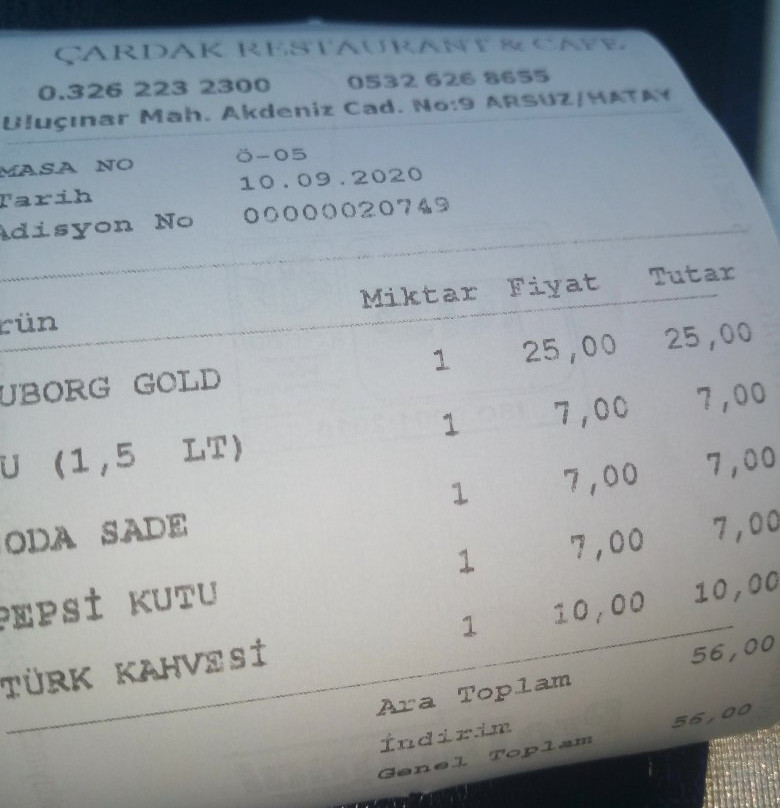 ÇARDAK RESTAURANT & CAFE
0.326 223 2300 0532 626 8655
Uluçınar Mah. Akdeniz Cad. No:9 ARSUZ/HATAY
MASA NO Ö-05
Tarih 10.09.2020
Adisyon No 00000020749
rün Miktar Fiyat Tutar
UBORG GOLD 1 25,00 25,00
U (1,5 LT) 1 7,00 7,00
ODA SADE 1 7,00 7,00
PEPSİ KUTU 1 7,00 7,00
TÜRK KAHVESİ 1 10,00 10,00
Ara Toplam 56,00
İndirim
Genel Toplam 56,00